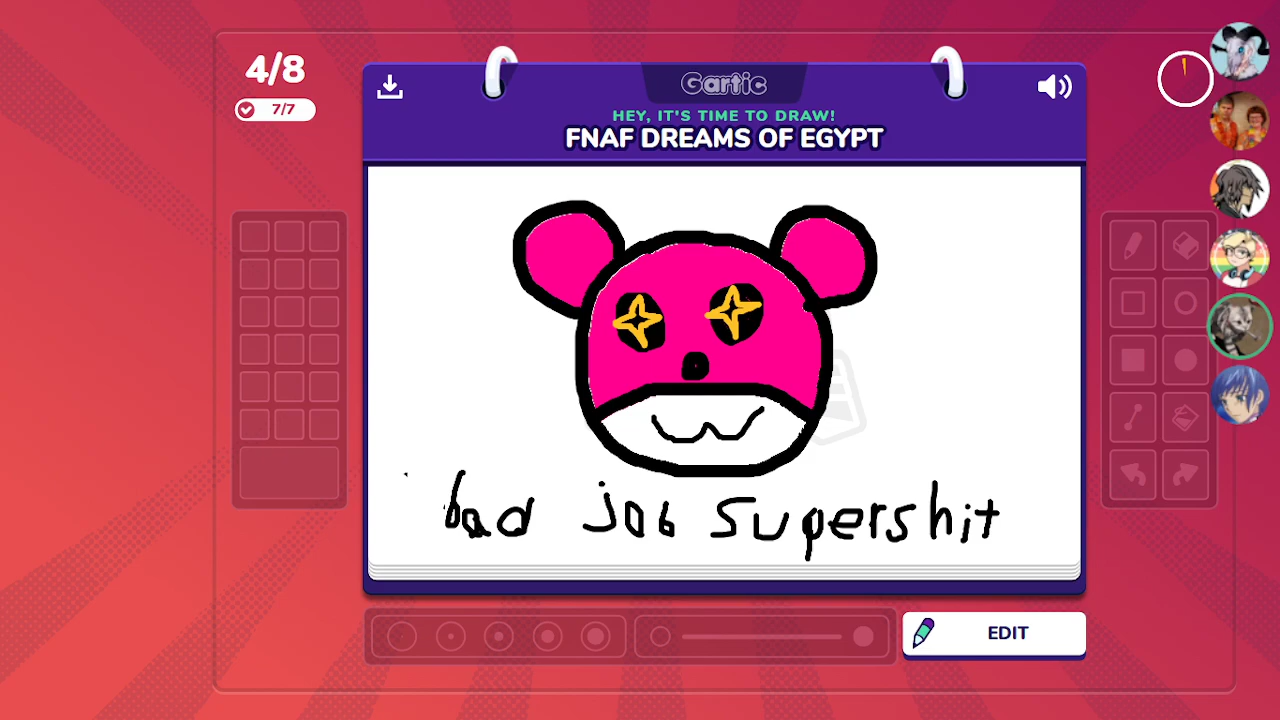 4/8
7/7
Gartic
HEY, IT'S TIME TO DRAW!
FNAF DREAMS OF EGYPT
bad job supershit
EDIT